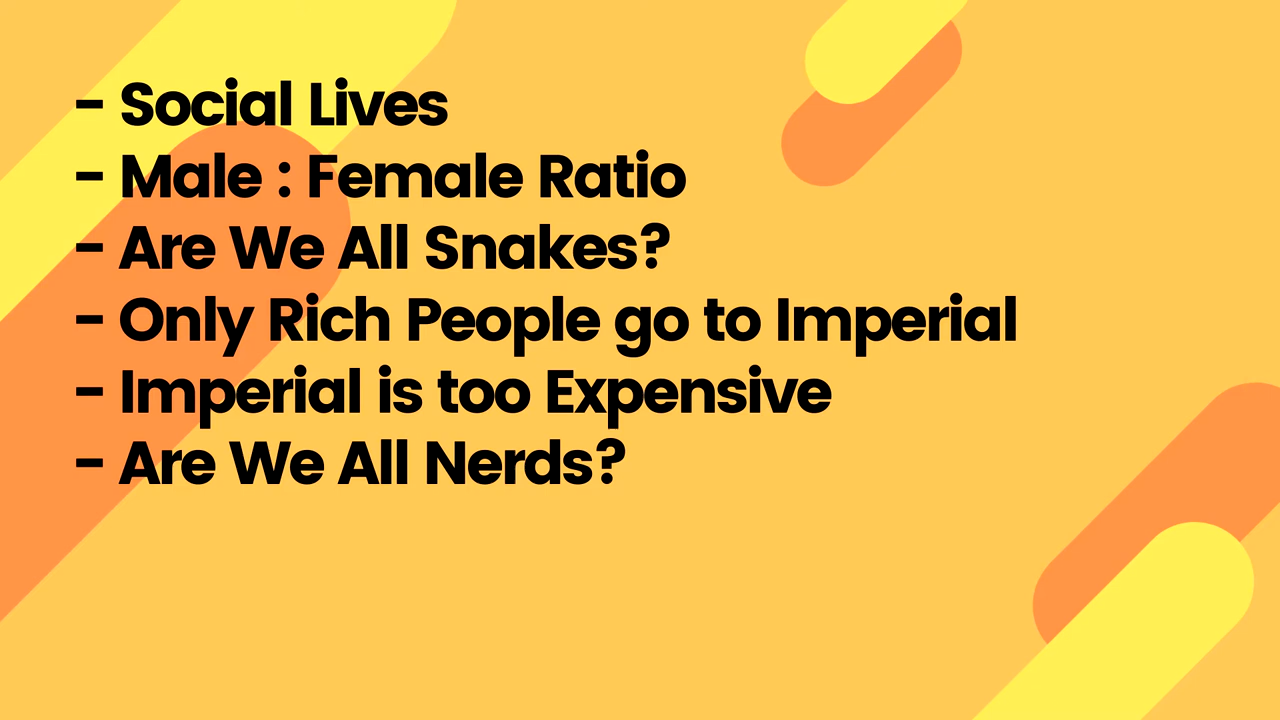 - Social Lives
- Male : Female Ratio
- Are We All Snakes?
- Only Rich People go to Imperial
- Imperial is too Expensive
- Are We All Nerds?